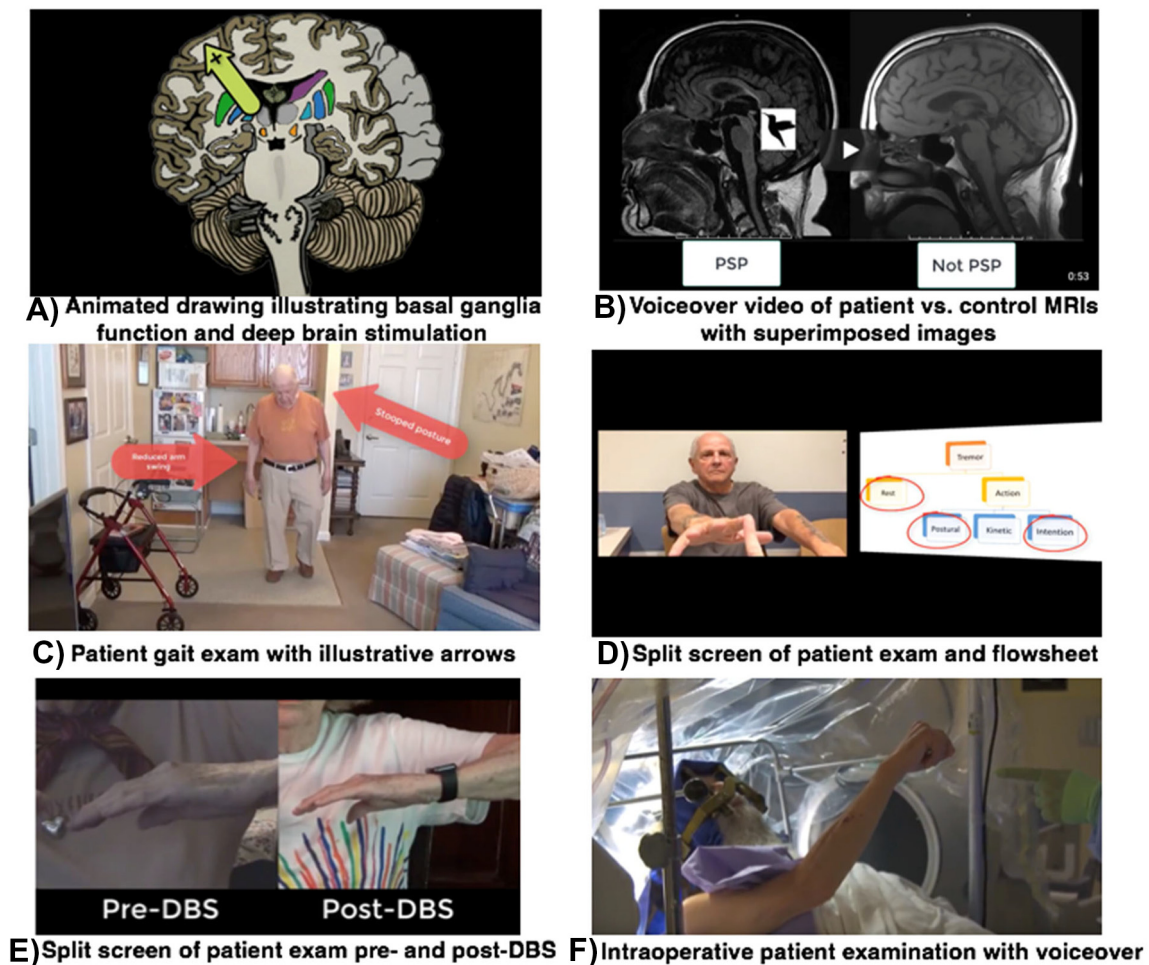 +
PSP
Not PSP
0:53
A) Animated drawing illustrating basal ganglia
function and deep brain stimulation
B) Voiceover video of patient vs. control MRIs
with superimposed images
Reduced arm
swing
Stooped posture
Tremor
Rest
Action
Postural
Kinetic
Intention
C) Patient gait exam with illustrative arrows
D) Split screen of patient exam and flowsheet
Pre-DBS
Post-DBS
E) Split screen of patient exam pre- and post-DBS
F) Intraoperative patient examination with voiceover